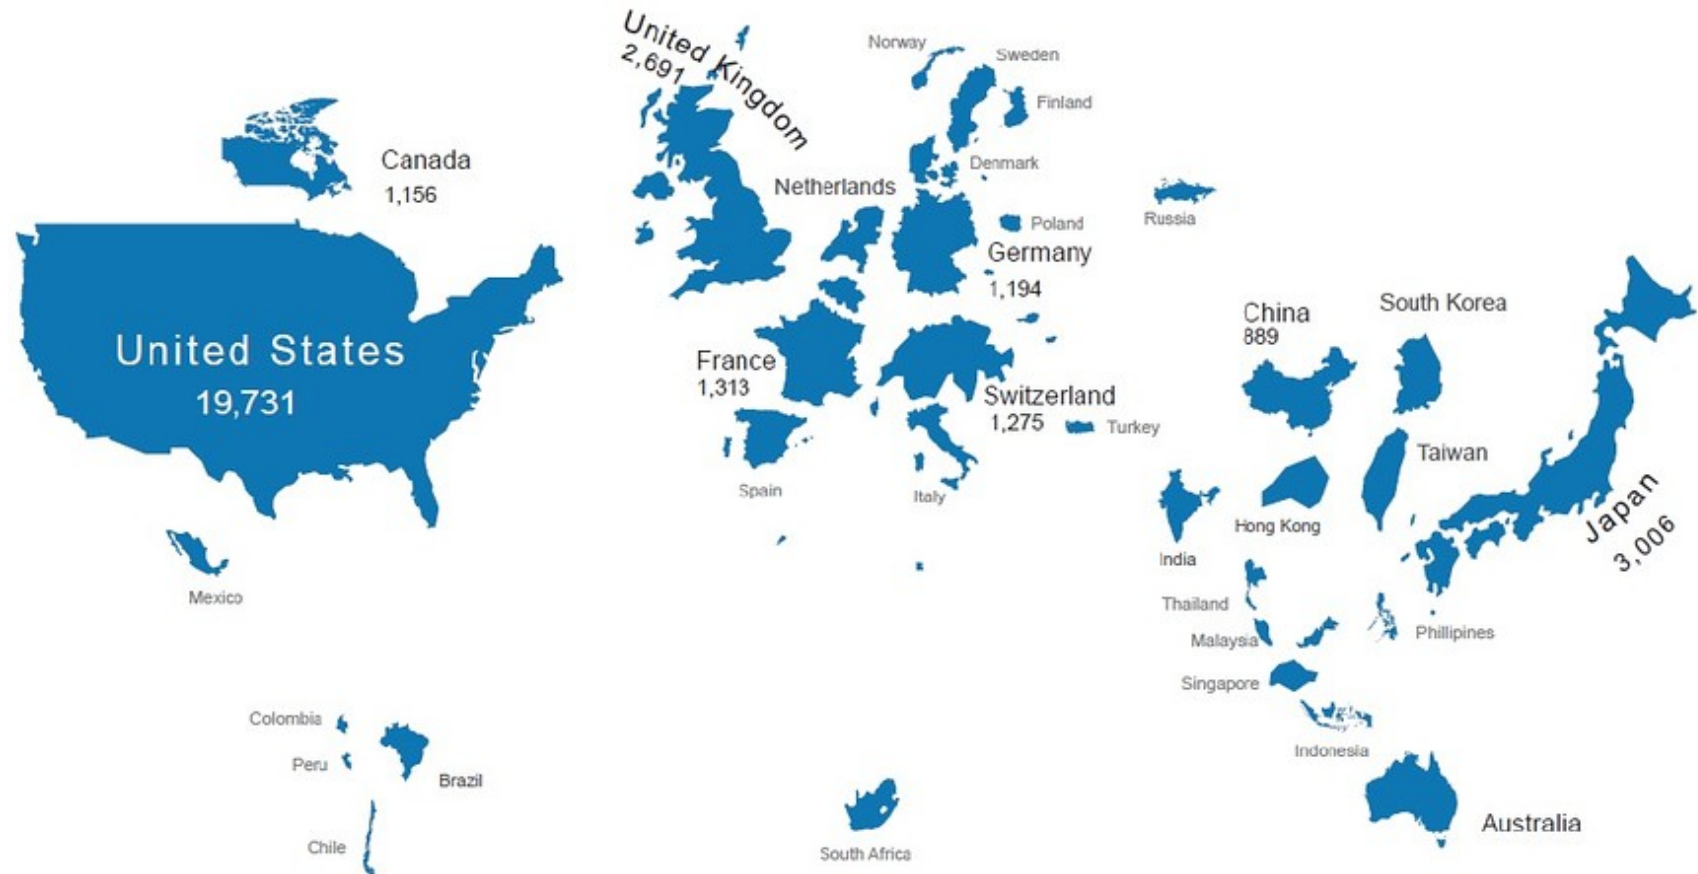 United Kingdom
2,691
Norway
Sweden
Finland
Denmark
Canada
1,156
Netherlands
Poland
Russia
Germany
1,194
United States
19,731
France
1,313
Switzerland
1,275
Turkey
China
889
South Korea
Taiwan
Spain
Italy
Hong Kong
Japan
3,006
India
Mexico
Thailand
Malaysia
Phillipines
Singapore
Indonesia
Colombia
Peru
Brazil
Chile
South Africa
Australia